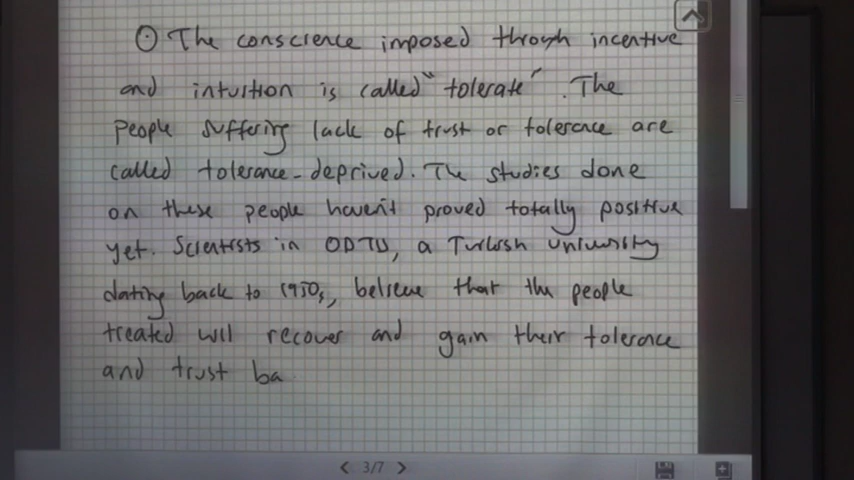 The conscience imposed through incentive
and intuition is called "tolerate". The
people suffering lack of trust or tolerance are
called tolerance-deprived. The studies done
on these people haven't proved totally positive
yet. Scientists in ODTÜ, a Turkish university
dating back to 1950s, believe that the people
treated will recover and gain their tolerance
and trust ba
3/7